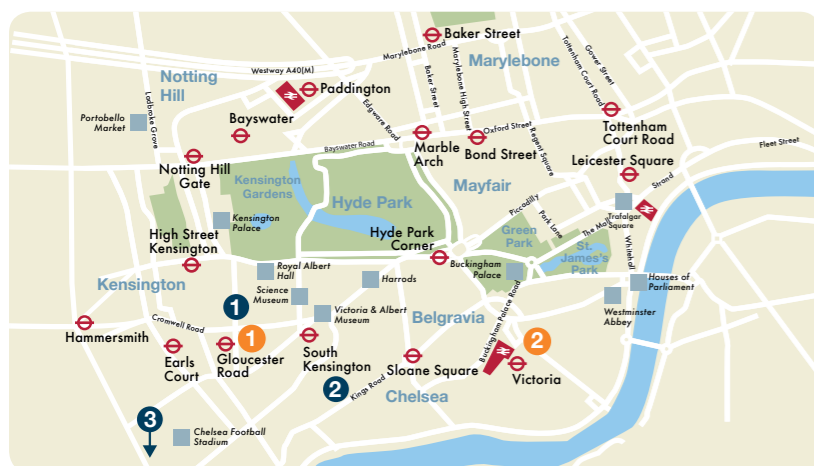 Baker Street
Marylebone Road
Marylebone
Gower Street
Tottenham Court Road
Westway A40(M)
Notting
Hill
Paddington
Baker Street
Marylebone High Street
Ladbroke Grove
Portobello
Market
Bayswater
Edgware Road
Oxford Street
Regent Square
Tottenham
Court Road
Fleet Street
Bayswater Road
Marble
Arch
Bond Street
Leicester Square
Notting Hill
Gate
Kensington
Gardens
Mayfair
Hyde Park
Piccadilly
Park Lane
Strand
Trafalgar
Square
Kensington
Palace
High Street
Kensington
Hyde Park
Corner
Green
Park
The Mall
Whitehall
St.
James's
Park
Buckingham
Palace
Royal Albert
Hall
Harrods
Houses of
Parliament
Kensington
Science
Museum
Westminster
Abbey
1
Victoria & Albert
Museum
Belgravia
Buckingham Palace Road
Hammersmith
Cromwell Road
1
2
Earls
Court
Gloucester
Road
South
Kensington
Sloane Square
Victoria
2
Kings Road
Chelsea
3
Chelsea Football
Stadium